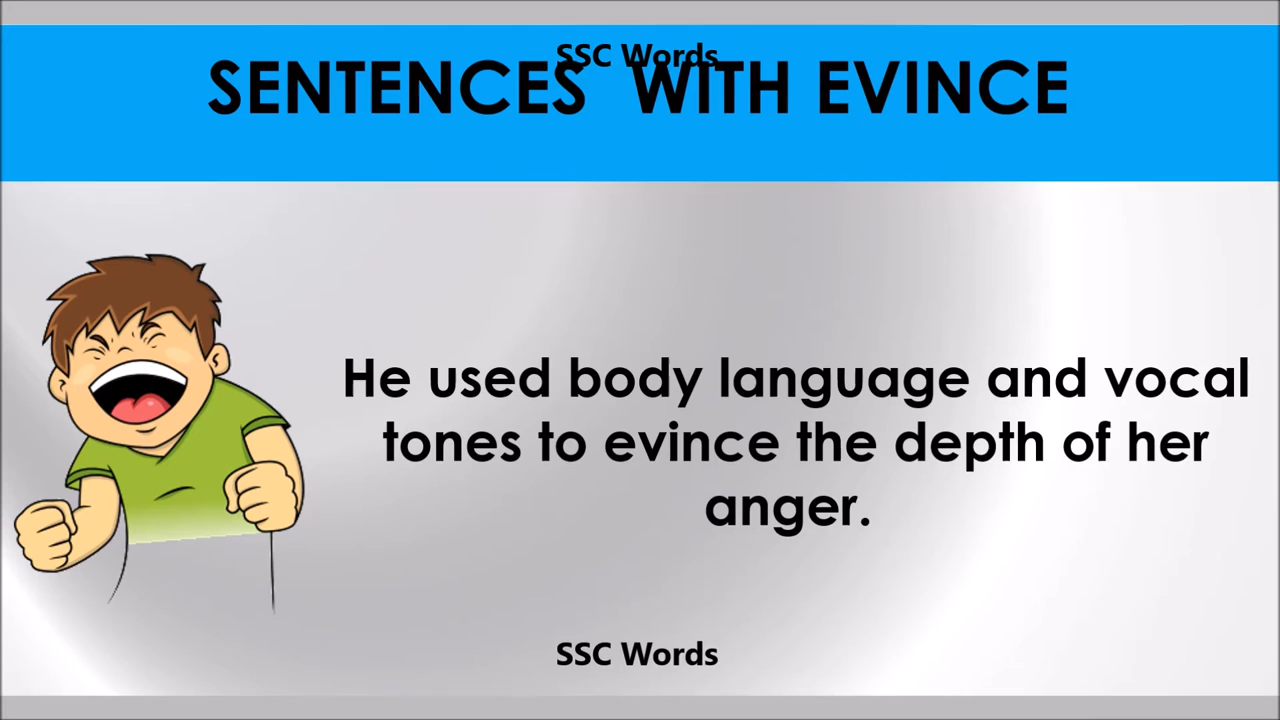 SSC Words
SENTENCES WITH EVINCE
He used body language and vocal
tones to evince the depth of her
anger.
SSC Words